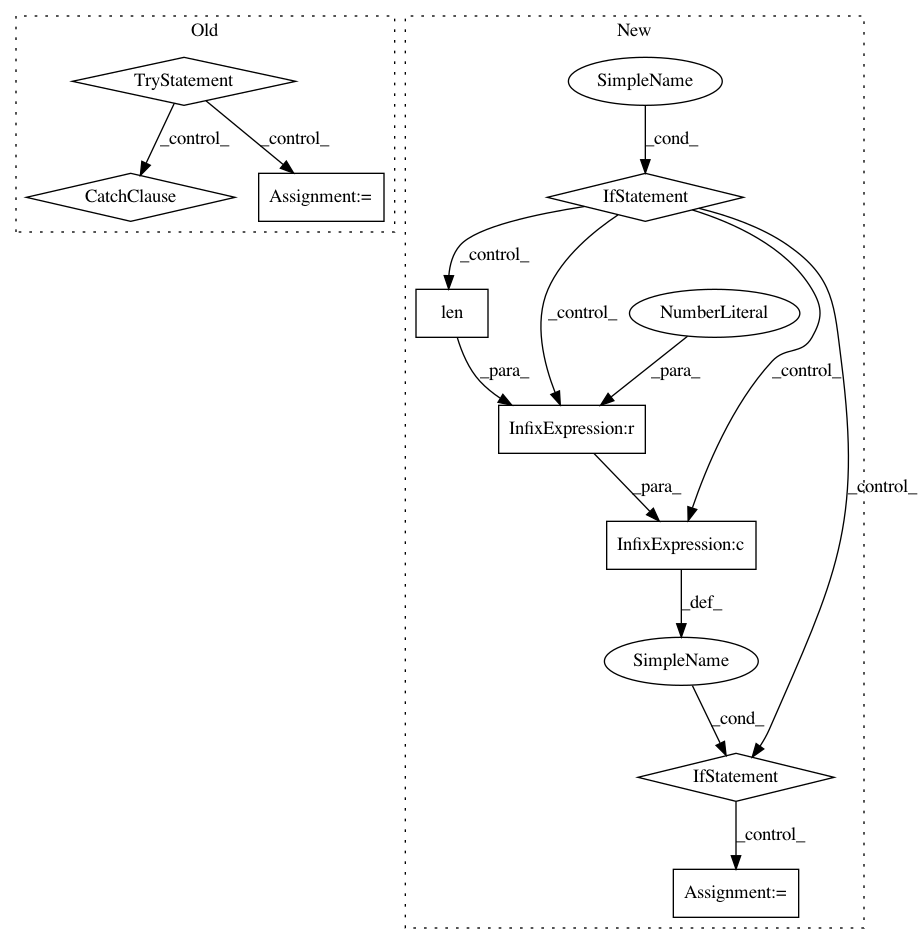 Old
New
TryStatement
SimpleName
_control_
_control_
_cond_
CatchClause
Assignment:=
IfStatement
_control_
len
_control_
NumberLiteral
_para_
_para_
_control_
InfixExpression:r
_para_
_control_
InfixExpression:c
_def_
SimpleName
_cond_
IfStatement
_control_
Assignment:=